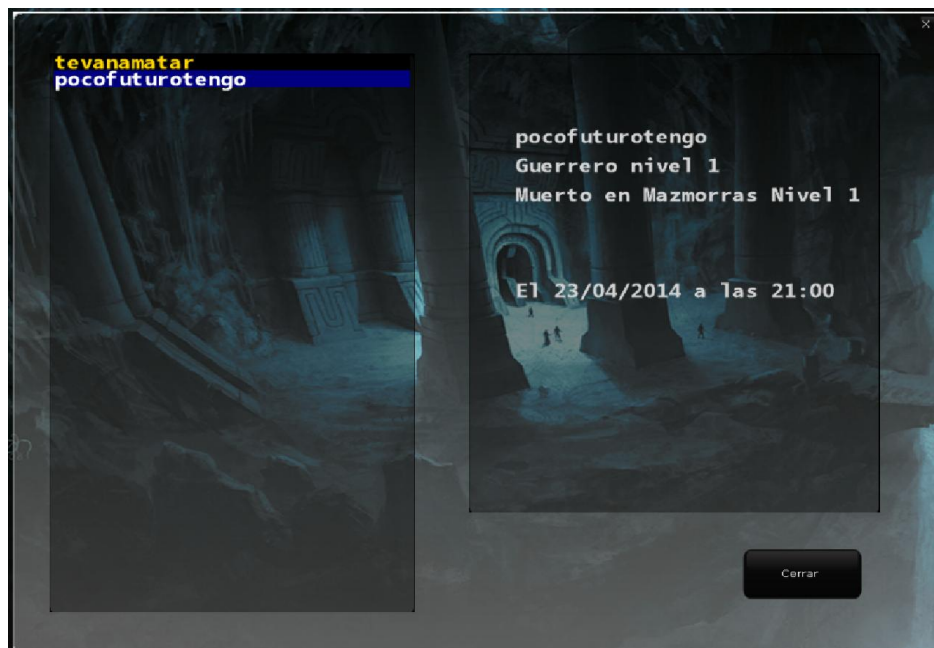 tevanamatar
pocofuturotengo
pocofuturotengo
Guerrero nivel 1
Muerto en Mazmorras Nivel 1
El 23/04/2014 a las 21:00
Cerrar